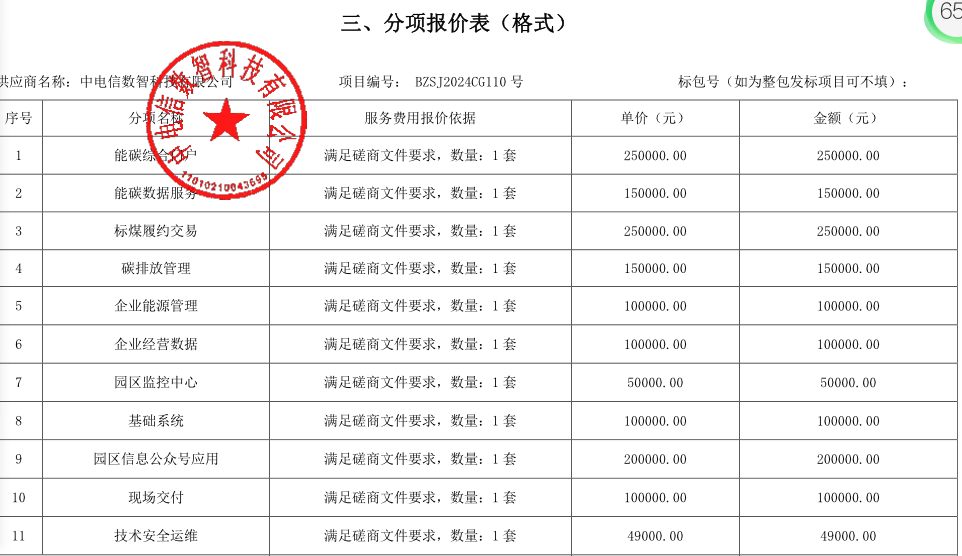 三、分项报价表（格式）
65
供应商名称：中电信数智科技有限公司 项目编号： BZSJ2024CG110 号 标包号（如为整包发标项目可不填）：
序号 分项名称 服务费用报价依据 单价（元） 金额（元）
1 能碳综合门户 满足磋商文件要求，数量：1 套 250000.00 250000.00
2 能碳数据服务 满足磋商文件要求，数量：1 套 150000.00 150000.00
3 标煤履约交易 满足磋商文件要求，数量：1 套 250000.00 250000.00
4 碳排放管理 满足磋商文件要求，数量：1 套 150000.00 150000.00
5 企业能源管理 满足磋商文件要求，数量：1 套 100000.00 100000.00
6 企业经营数据 满足磋商文件要求，数量：1 套 100000.00 100000.00
7 园区监控中心 满足磋商文件要求，数量：1 套 50000.00 50000.00
8 基础系统 满足磋商文件要求，数量：1 套 100000.00 100000.00
9 园区信息公众号应用 满足磋商文件要求，数量：1 套 200000.00 200000.00
10 现场交付 满足磋商文件要求，数量：1 套 100000.00 100000.00
11 技术安全运维 满足磋商文件要求，数量：1 套 49000.00 49000.00
中电信数智科技有限公司